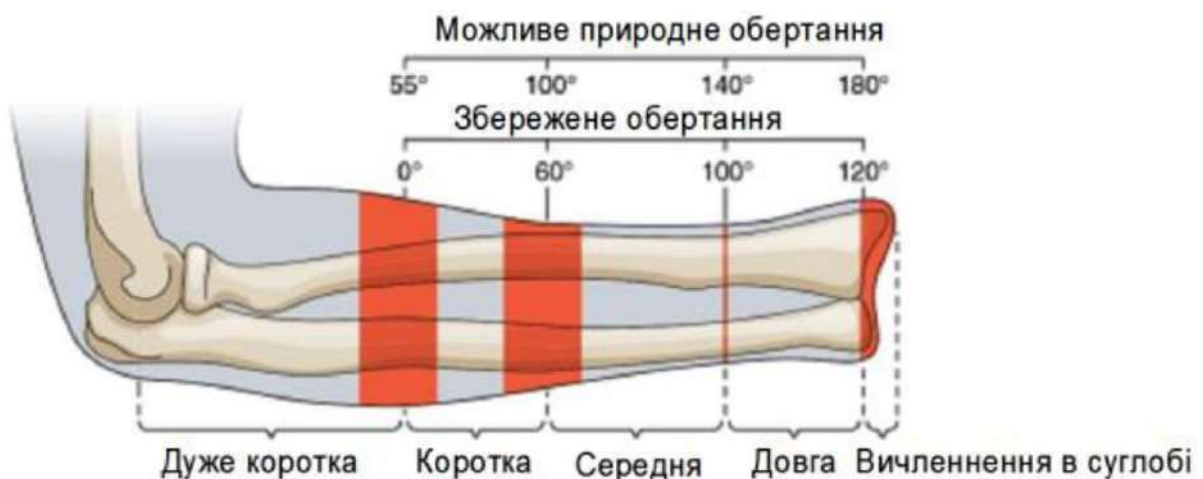 Можливе природне обертання
55° 100° 140° 180°
Збережене обертання
0° 60° 100° 120°
Дуже коротка Коротка Середня Довга Вичленнення в суглобі